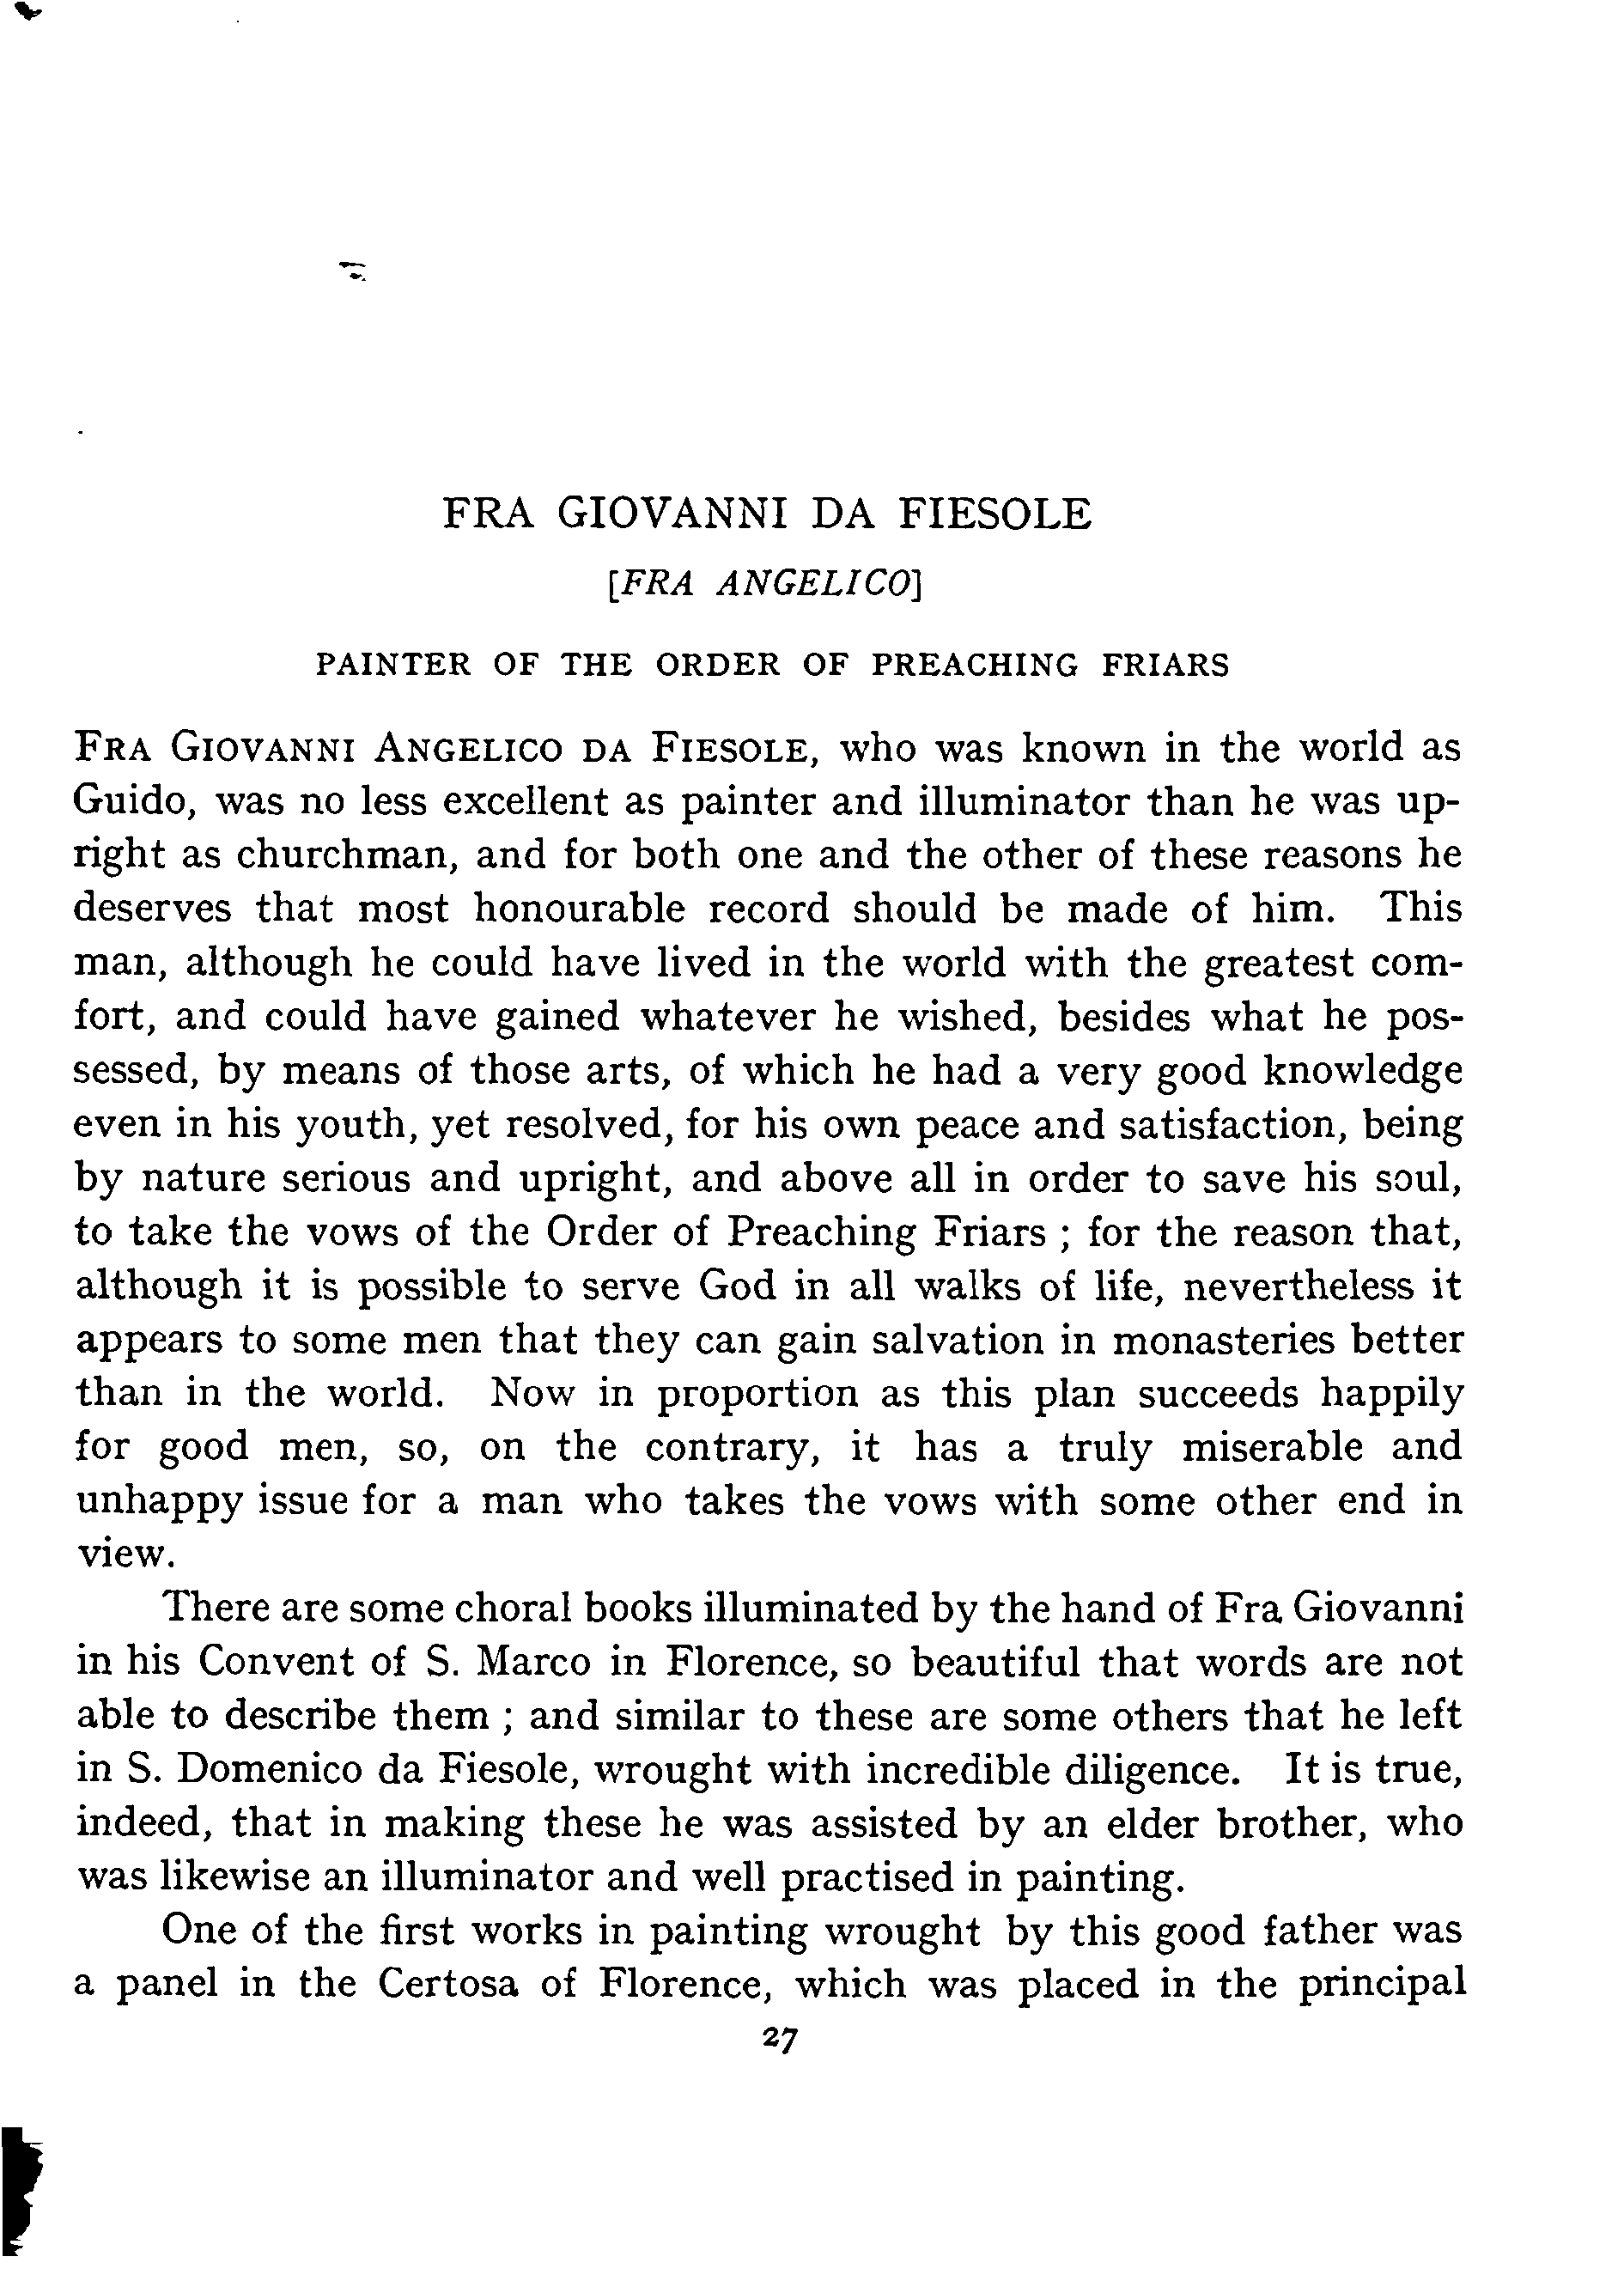 FRA GIOVANNI DA FIESOLE
[FRA ANGELICO]
PAINTER OF THE ORDER OF PREACHING FRIARS
FRA GIOVANNI ANGELICO DA FIESOLE, who was known in the world as
Guido, was no less excellent as painter and illuminator than he was up-
right as churchman, and for both one and the other of these reasons he
deserves that most honourable record should be made of him. This
man, although he could have lived in the world with the greatest com-
fort, and could have gained whatever he wished, besides what he pos-
sessed, by means of those arts, of which he had a very good knowledge
even in his youth, yet resolved, for his own peace and satisfaction, being
by nature serious and upright, and above all in order to save his soul,
to take the vows of the Order of Preaching Friars ; for the reason that,
although it is possible to serve God in all walks of life, nevertheless it
appears to some men that they can gain salvation in monasteries better
than in the world. Now in proportion as this plan succeeds happily
for good men, so, on the contrary, it has a truly miserable and
unhappy issue for a man who takes the vows with some other end in
view.
There are some choral books illuminated by the hand of Fra Giovanni
in his Convent of S. Marco in Florence, so beautiful that words are not
able to describe them ; and similar to these are some others that he left
in S. Domenico da Fiesole, wrought with incredible diligence. It is true,
indeed, that in making these he was assisted by an elder brother, who
was likewise an illuminator and well practised in painting.
One of the first works in painting wrought by this good father was
a panel in the Certosa of Florence, which was placed in the principal
27